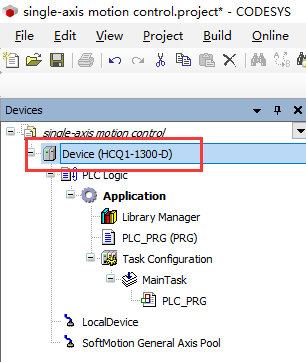 single-axis motion control.project* - CODESYS
File Edit View Project Build Online
Devices
single-axis motion control
Device (HCQ1-1300-D)
PLC Logic
Application
Library Manager
PLC_PRG (PRG)
Task Configuration
MainTask
PLC_PRG
LocalDevice
SoftMotion General Axis Pool